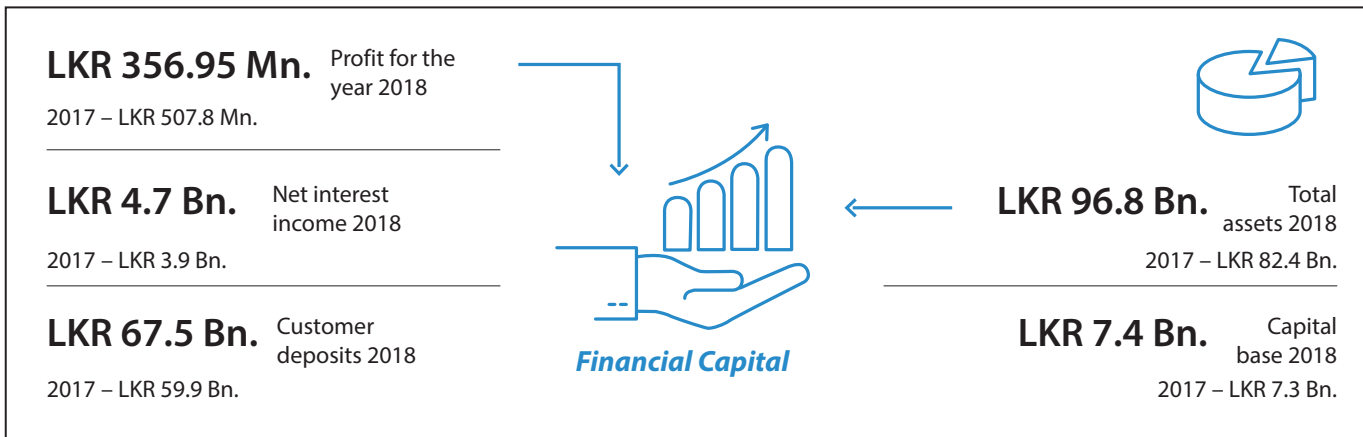 LKR 356.95 Mn. Profit for the
year 2018
2017 – LKR 507.8 Mn.
LKR 4.7 Bn. Net interest
income 2018
2017 – LKR 3.9 Bn.
LKR 67.5 Bn. Customer
deposits 2018
2017 – LKR 59.9 Bn.
Financial Capital
LKR 96.8 Bn. Total
assets 2018
2017 – LKR 82.4 Bn.
LKR 7.4 Bn. Capital
base 2018
2017 – LKR 7.3 Bn.